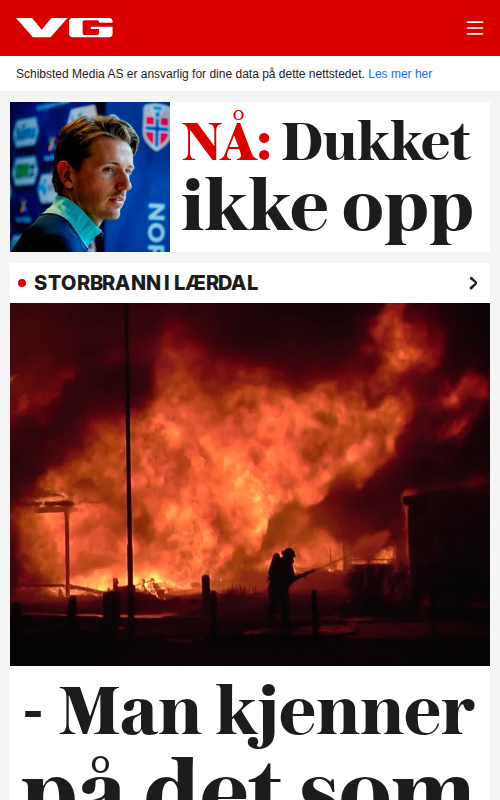 VG
Schibsted Media AS er ansvarlig for dine data på dette nettstedet. Les mer her
NÅ: Dukket
ikke opp
NOR
STORBRANN I LÆRDAL
- Man kjenner
på det som